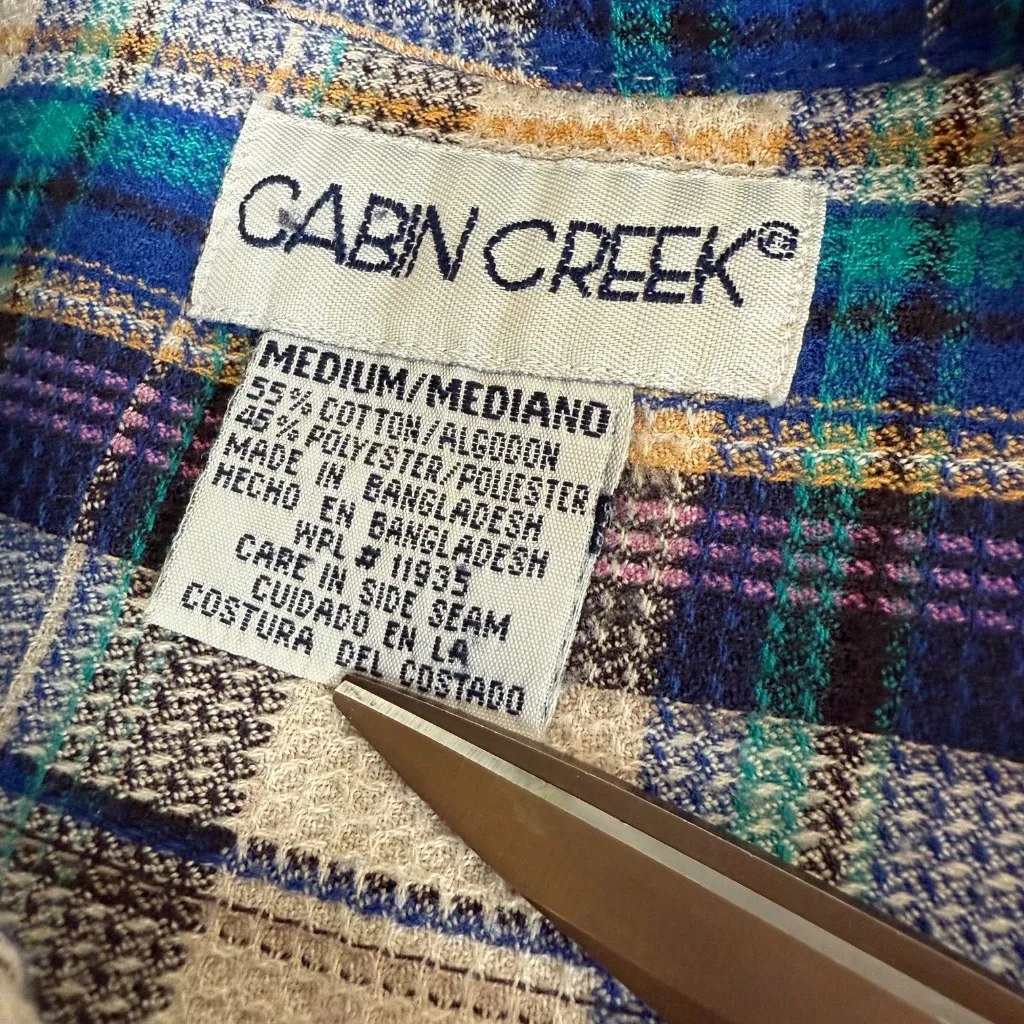 CABIN CREEK®
MEDIUM/MEDIANO
55% COTTON/ALGODON
45% POLYESTER/POLIESTER
MADE IN BANGLADESH
HECHO EN BANGLADESH
WPL # 11935
CARE IN SIDE SEAM
CUIDADO EN LA
COSTURA DEL COSTADO